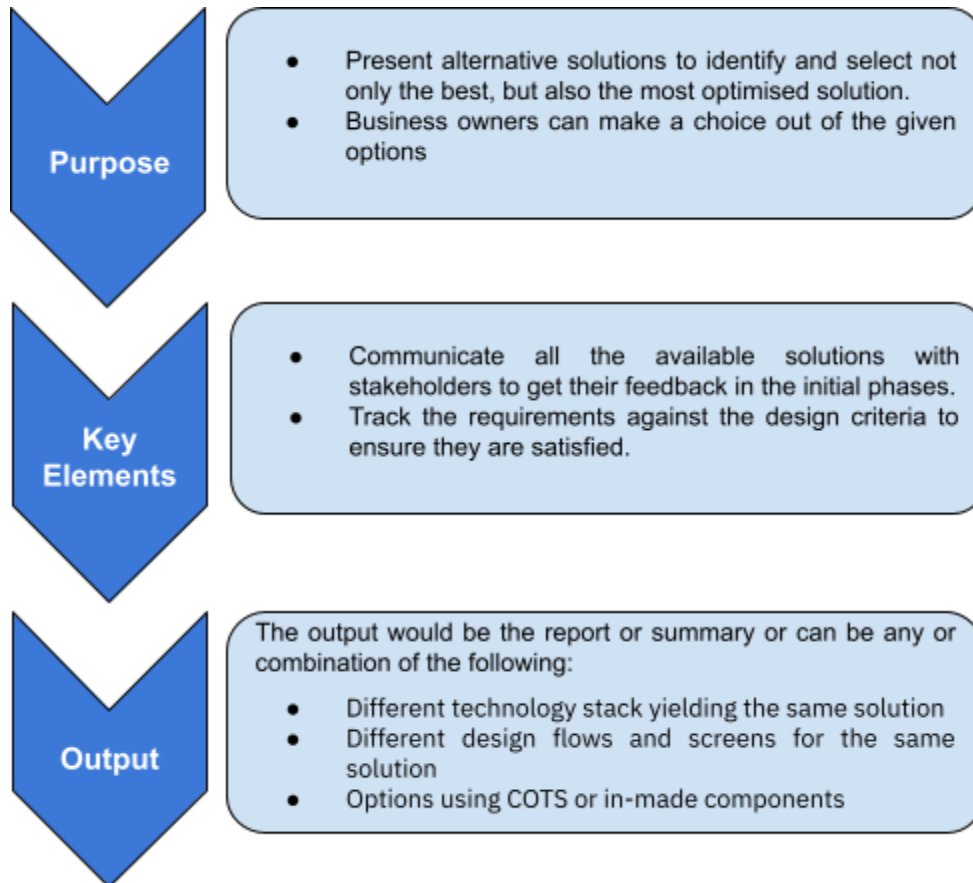 Purpose
● Present alternative solutions to identify and select not
only the best, but also the most optimised solution.
● Business owners can make a choice out of the given
options
Key
Elements
● Communicate all the available solutions with
stakeholders to get their feedback in the initial phases.
● Track the requirements against the design criteria to
ensure they are satisfied.
Output
The output would be the report or summary or can be any or
combination of the following:
● Different technology stack yielding the same solution
● Different design flows and screens for the same
solution
● Options using COTS or in-made components